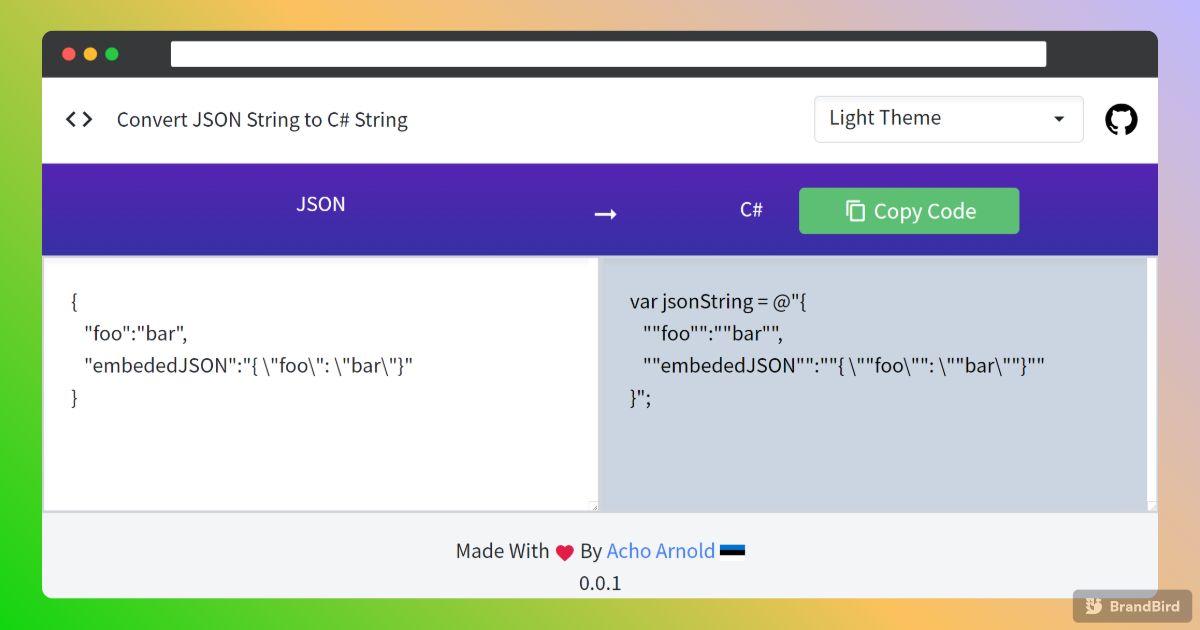 Convert JSON String to C# String
Light Theme
JSON
C#
Copy Code
{
"foo":"bar",
"embededJSON":"{ \"foo\": \"bar\"}"
}
var jsonString = @"{
""foo"":""bar"",
""embededJSON"":""{ \""foo\"": \""bar\""}""
}";
Made With By Acho Arnold
0.0.1
BrandBird